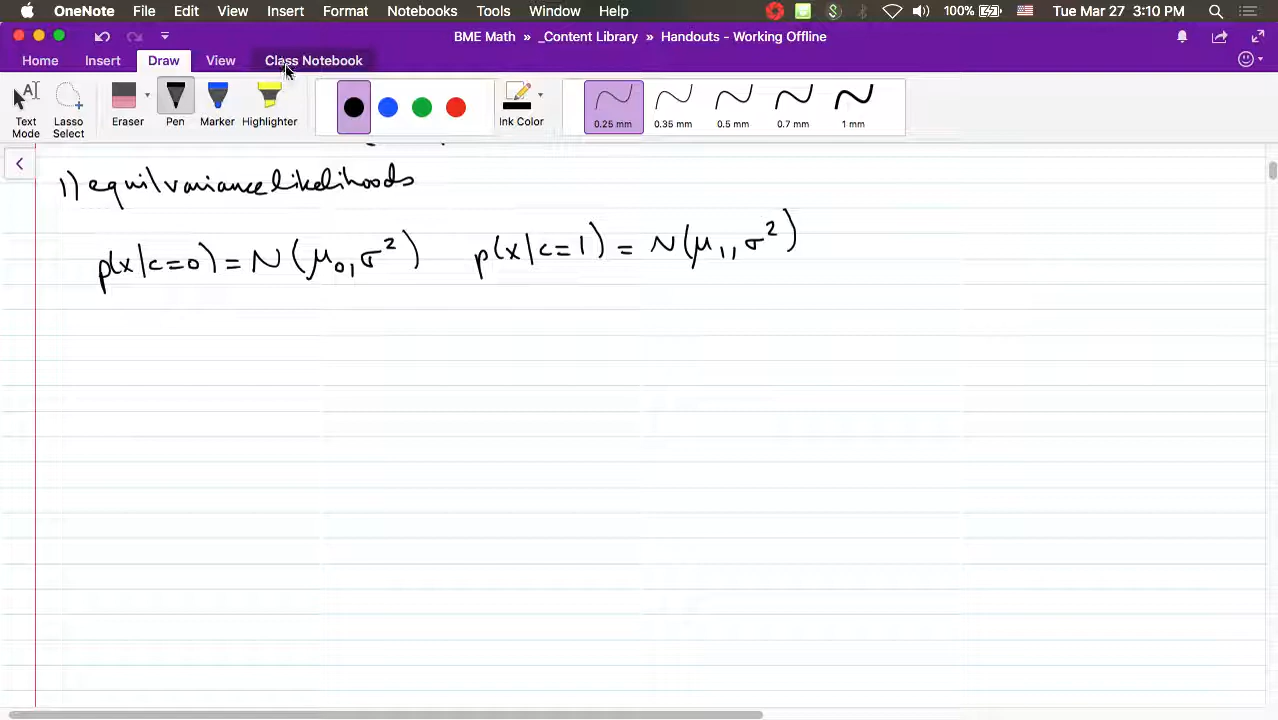 OneNote File Edit View Insert Format Notebooks Tools Window Help 100% Tue Mar 27 3:10 PM
BME Math » _Content Library » Handouts - Working Offline
Home Insert Draw View Class Notebook
Text Mode Lasso Select Eraser Pen Marker Highlighter Ink Color 0.25 mm 0.35 mm 0.5 mm 0.7 mm 1 mm
1) equilvariance likelihoods
p(x|c=0) = N(μ₀, σ²) p(x|c=1) = N(μ₁, σ²)